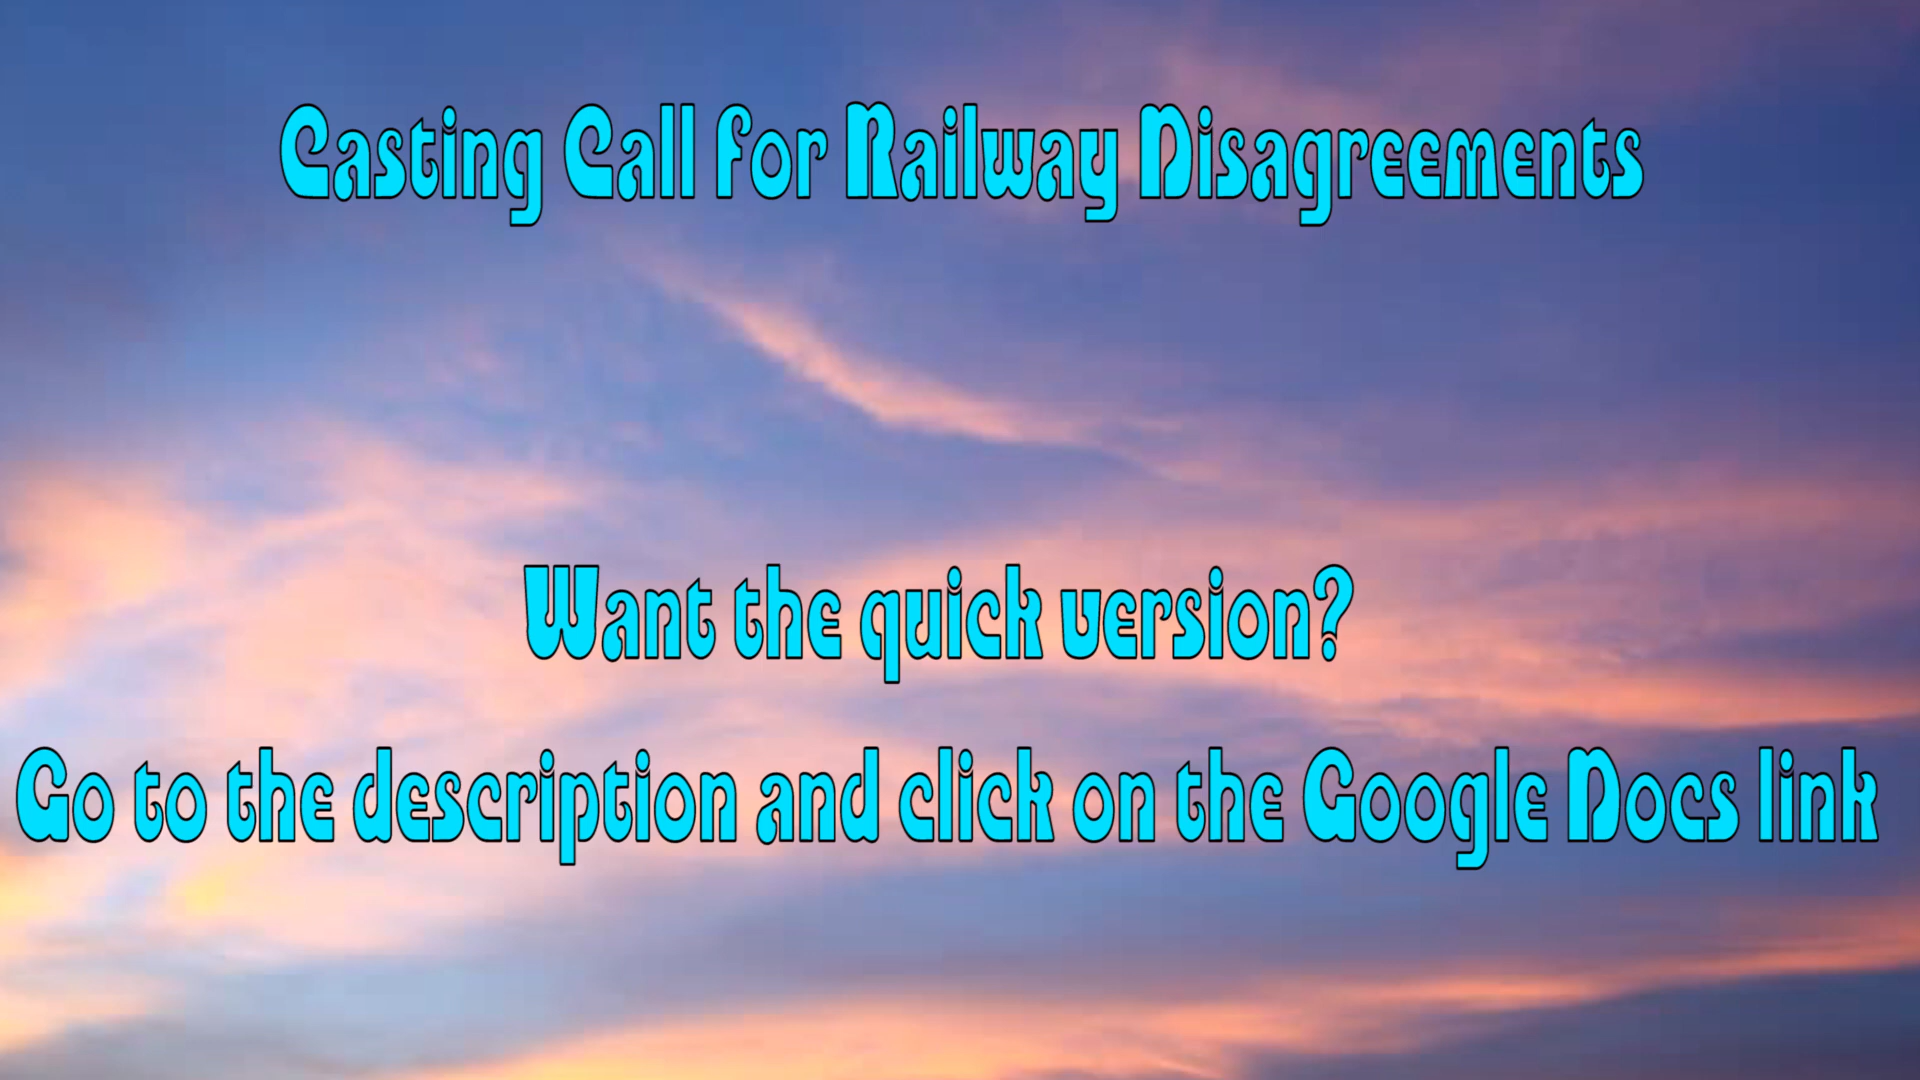 Casting Call for Railway Disagreements
Want the quick version?
Go to the description and click on the Google Docs link